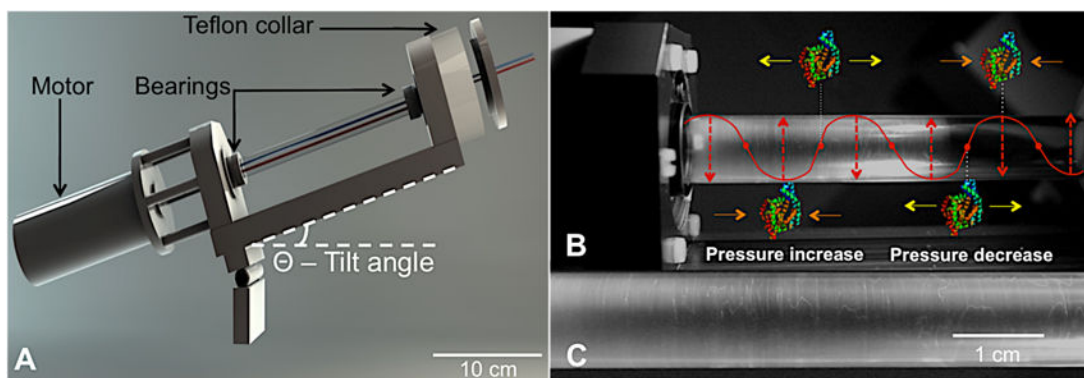 Teflon collar
Motor
Bearings
Θ – Tilt angle
A
10 cm
B
Pressure increase
Pressure decrease
C
1 cm